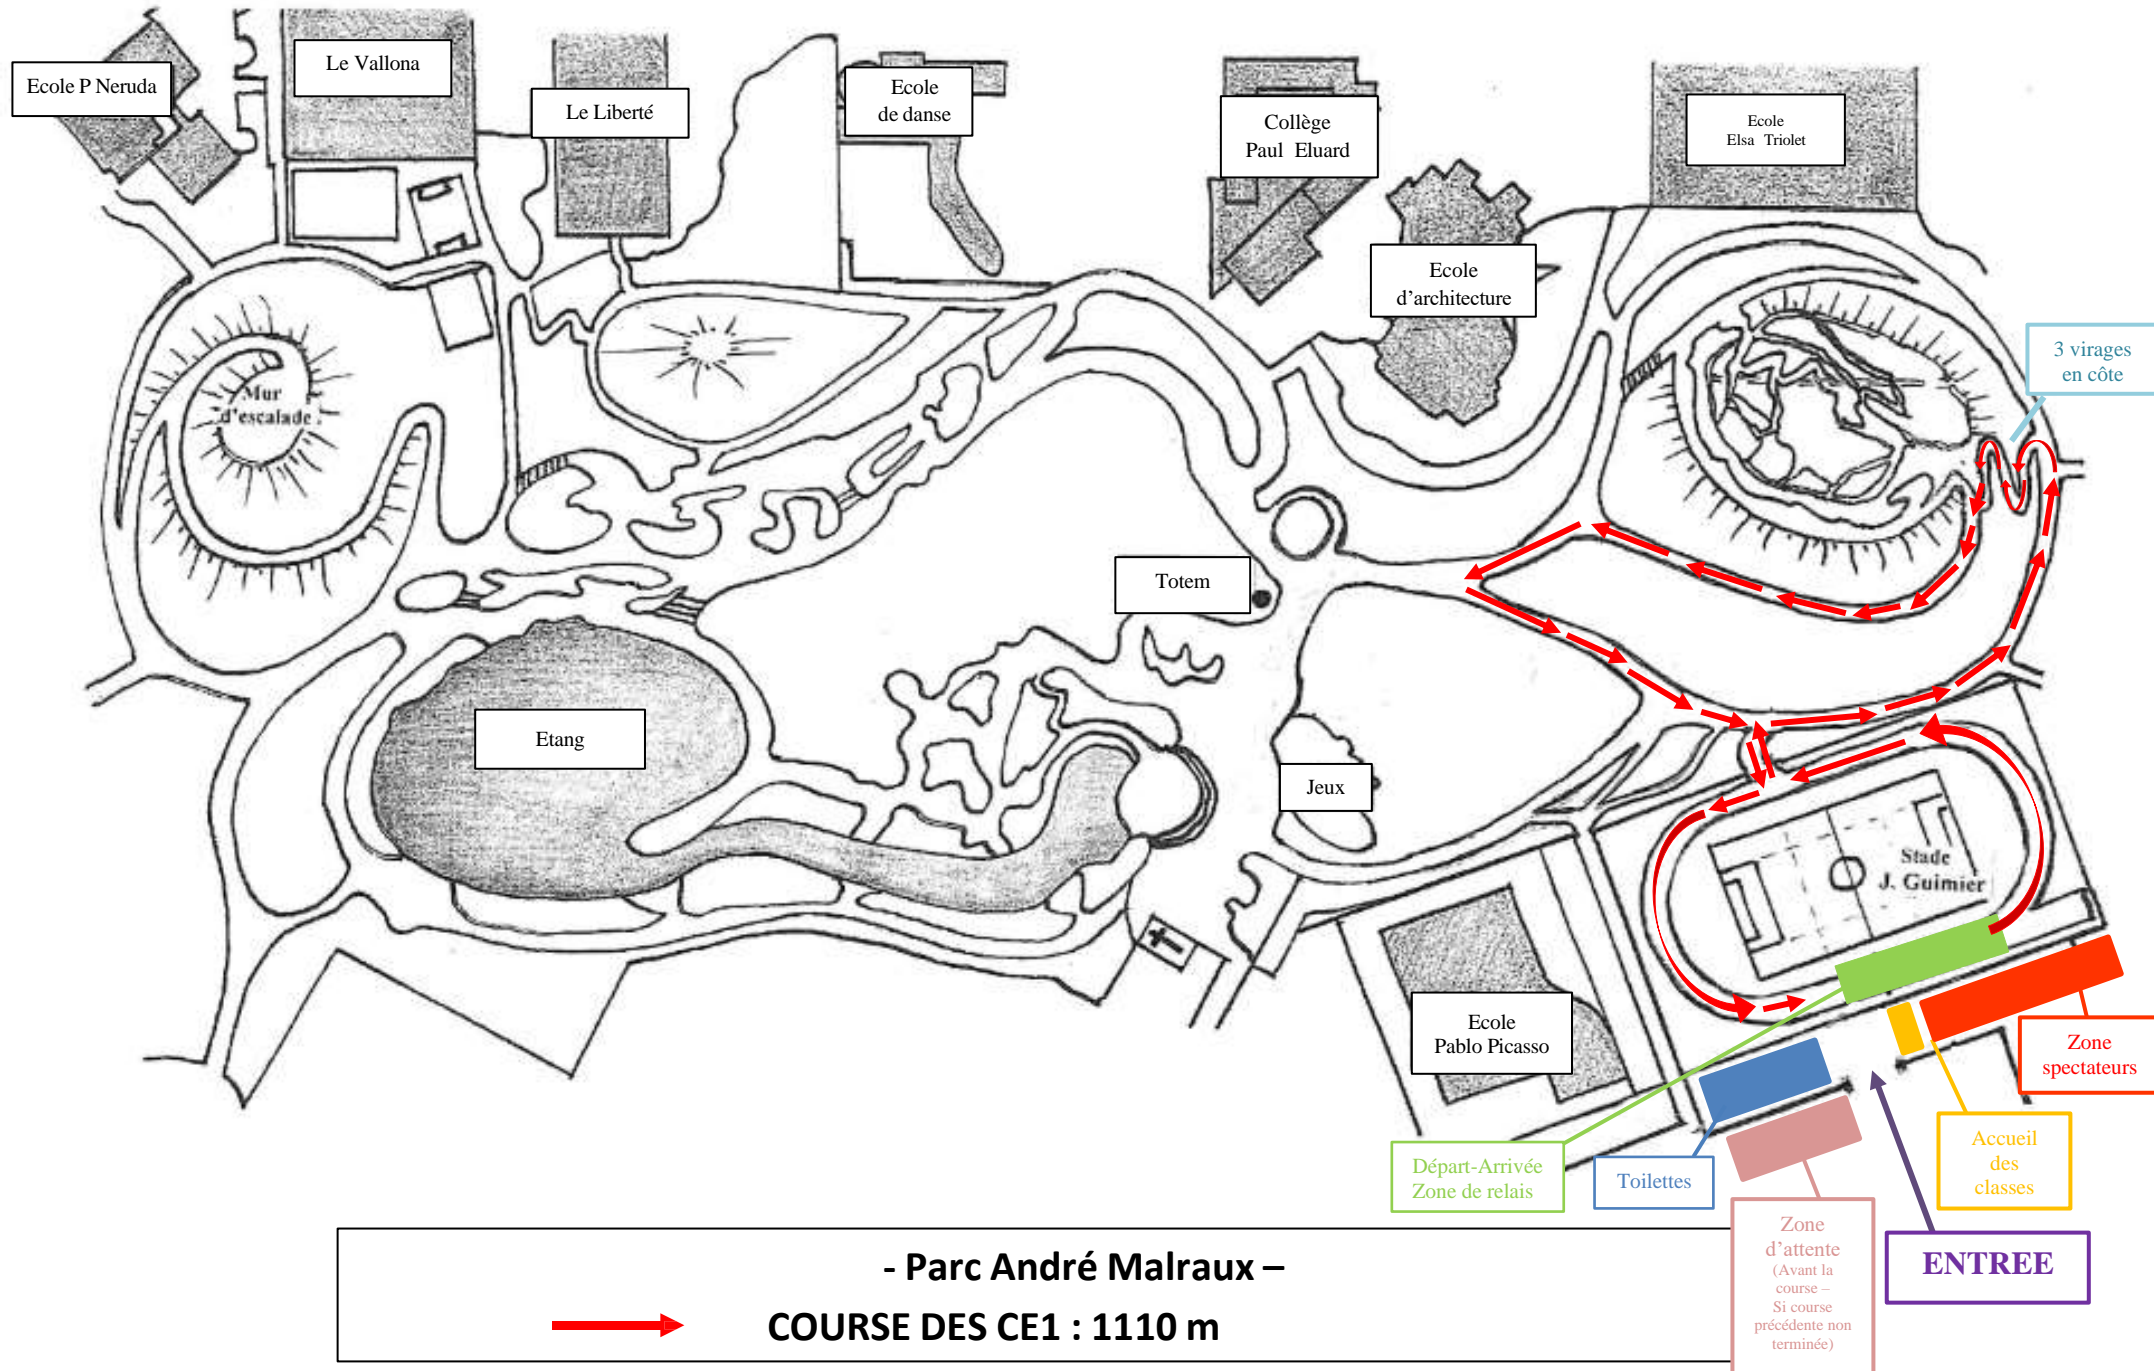 Ecole P Neruda
Le Vallona
Le Liberté
Ecole
de danse
Collège
Paul Eluard
Ecole
Elsa Triolet
Ecole
d'architecture
3 virages
en côte
Mur
d'escalade
Totem
Etang
Jeux
Stade
J. Guimier
Ecole
Pablo Picasso
Zone
spectateurs
Départ-Arrivée
Zone de relais
Toilettes
Accueil
des
classes
Zone
d'attente
(Avant la
course –
Si course
précédente non
terminée)
ENTREE
- Parc André Malraux –
COURSE DES CE1 : 1110 m